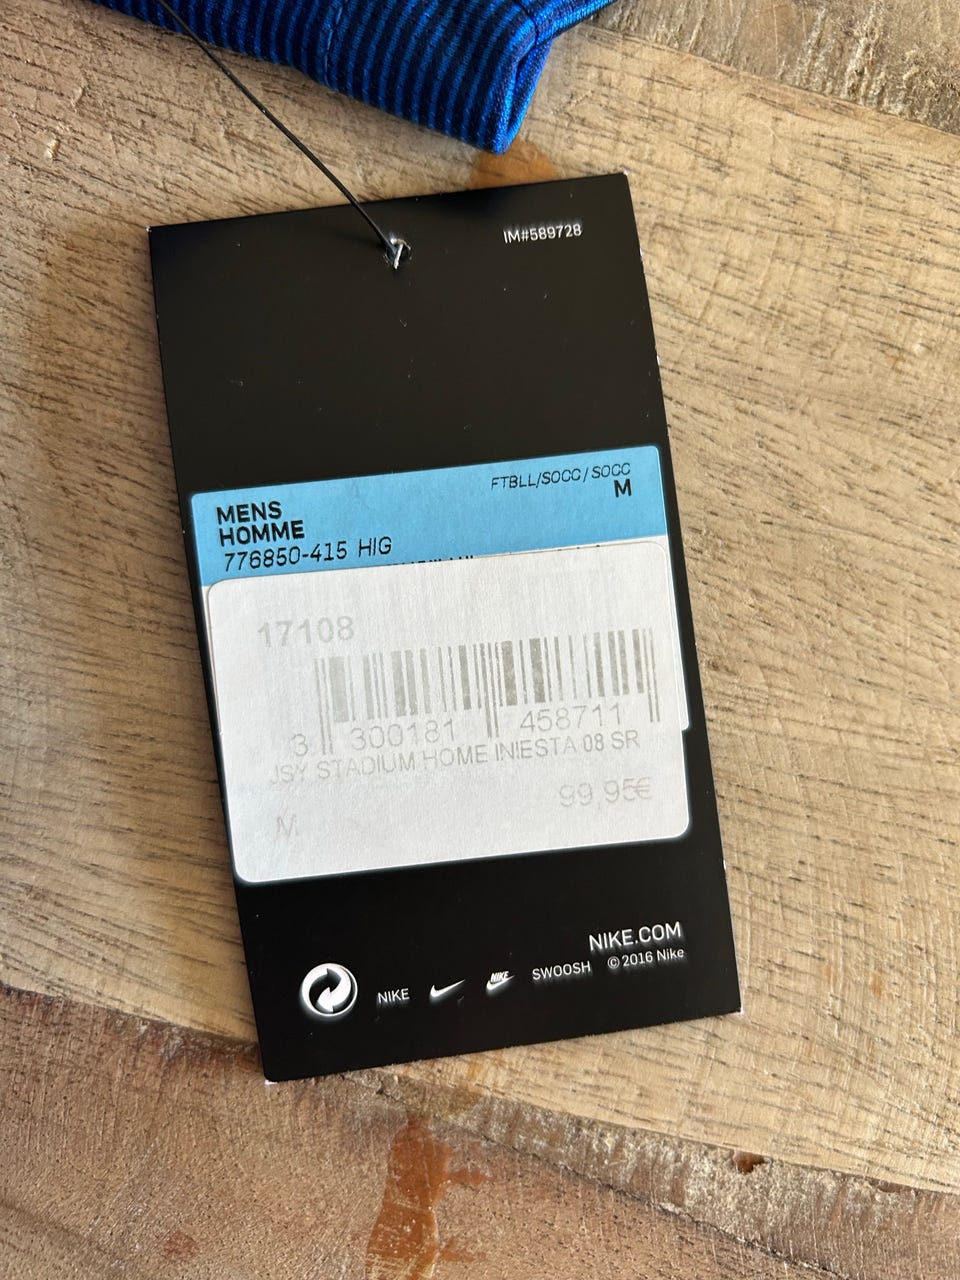 IM#589728
FTBLL/SOCC/SOCC
M
MENS
HOMME
776850-415 HIG
17108
3 300181 458711
JSY STADIUM HOME INIESTA 08 SR
99,95€
M
NIKE.COM
NIKE NIKE SWOOSH © 2016 Nike